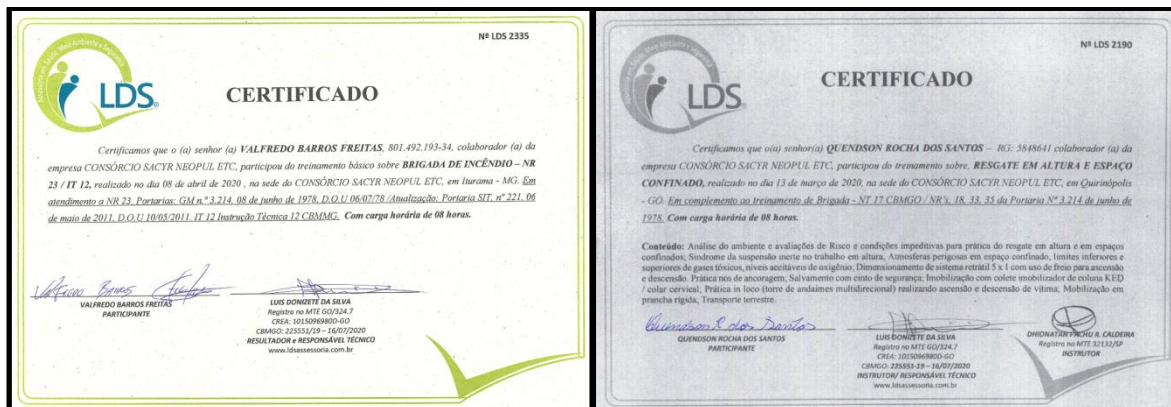 Nº LDS 2335
Assessoria em Saúde, Meio Ambiente e Segurança
LDS
CERTIFICADO
Certificamos que o (a) senhor (a) VALFREDO BARROS FREITAS, 801.492.193-34, colaborador (a) da
empresa CONSÓRCIO SACYR NEOPUL ETC, participou do treinamento básico sobre BRIGADA DE INCÊNDIO – NR
23 / IT 12, realizado no dia 08 de abril de 2020 , na sede do CONSÓRCIO SACYR NEOPUL ETC, em Iturama - MG. Em
atendimento a NR 23. Portarias: GM n.º 3.214, 08 de junho de 1978, D.O.U 06/07/78 /Atualização: Portaria SIT, nº 221, 06
de maio de 2011, D.O.U 10/05/2011. IT 12 Instrução Técnica 12 CBMMG. Com carga horária de 08 horas.
Valfredo Barros Freitas
VALFREDO BARROS FREITAS
PARTICIPANTE
LUIS DONIZETE DA SILVA
Registro no MTE GO/324.7
CREA: 1015096980D-GO
CBMGO: 225551/19 – 16/07/2020
RESULTADOR e RESPONSÁVEL TÉCNICO
www.ldsassessoria.com.br
Nº LDS 2190
LDS
CERTIFICADO
Certificamos que o(a) senhor(a) QUENDSON ROCHA DOS SANTOS – RG: 5848641 colaborador (a) da
empresa CONSÓRCIO SACYR NEOPUL ETC, participou do treinamento sobre, RESGATE EM ALTURA E ESPAÇO
CONFINADO, realizado no dia 13 de março de 2020, na sede do CONSÓRCIO SACYR NEOPUL ETC, em Quirinópolis
- GO. Em complemento ao treinamento de Brigada - NT 17 CBMGO / NR's, 18, 33, 35 da Portaria Nº 3.214 de junho de
1978. Com carga horária de 08 horas.
Conteúdo: Análise do ambiente e avaliações de Risco e condições impeditivas para prática do resgate em altura e em espaços
confinados; Síndrome da suspensão inerte no trabalho em altura, Atmosferas perigosas em espaço confinado, limites inferiores e
superiores de gases tóxicos, níveis aceitáveis de oxigênio; Dimensionamento de sistema retrátil 5 x 1 com uso de freio para ascensão
e descensão. Prática nós de ancoragem; Salvamento com cinto de segurança; Imobilização com colete imobilizador de coluna KED
/ colar cervical; Prática in loco (torre de andaimes multidirecional) realizando ascensão e descensão de vítima; Mobilização em
prancha rígida; Transporte terrestre.
Quendson R dos Santos
QUENDSON ROCHA DOS SANTOS
PARTICIPANTE
LUIS DONIZETE DA SILVA
Registro no MTE GO/324.7
CREA: 1015096980D-GO
CBMGO: 225551-19 – 16/07/2020
INSTRUTOR/ RESPONSÁVEL TÉCNICO
www.ldsassessoria.com.br
DHIONATAN PACHU R. CALDEIRA
Registro no MTE 32132/SP
INSTRUTOR